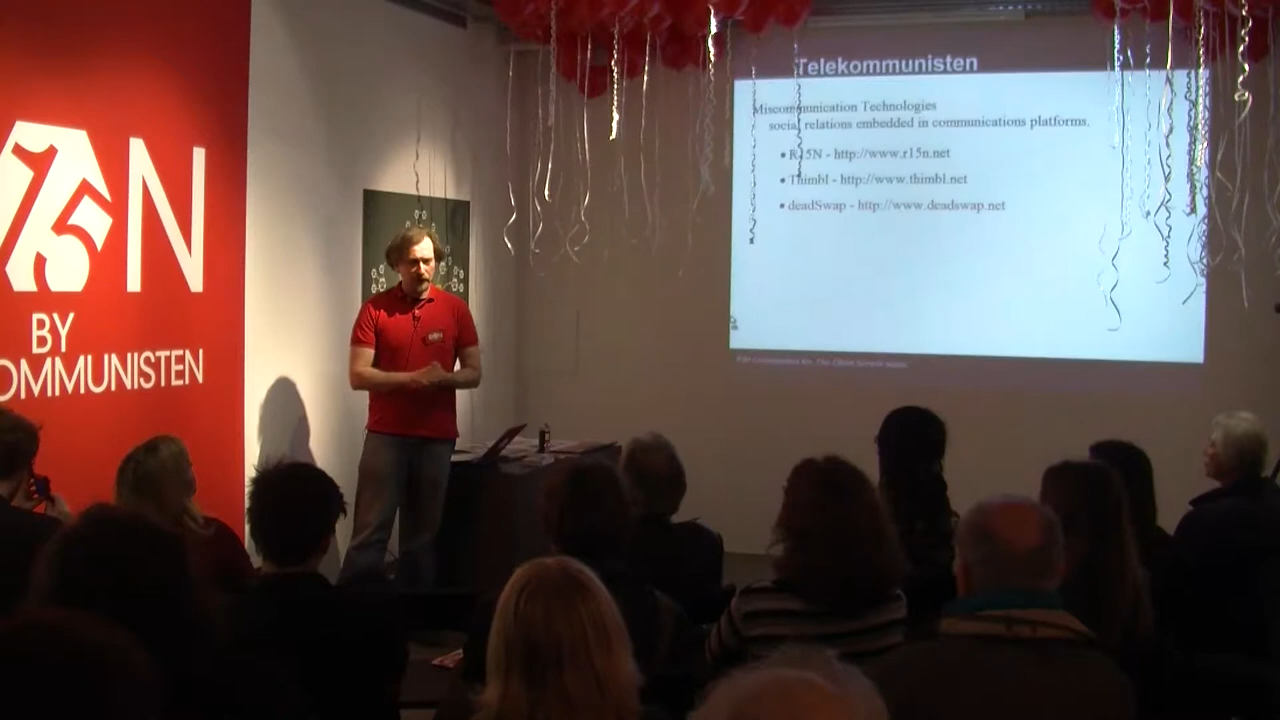 15N
BY
OMMUNISTEN
Telekommunisten
Miscommunication Technologies
social relations embedded in communications platforms.
• R15N - http://www.r15n.net
• Thimbl - http://www.thimbl.net
• deadSwap - http://www.deadswap.net